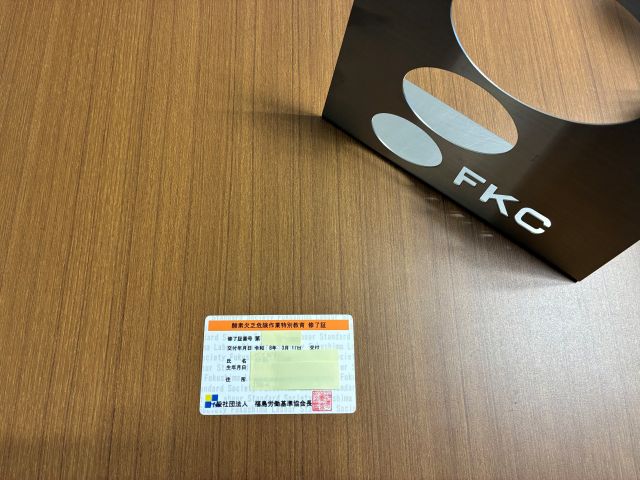 FKC
酸素欠乏危険作業特別教育 修了証
修了証番号 第
交付年月日 令和 8年 3月 17日 交付
氏 名
生年月日
住 所
一般社団法人 福島労働基準協会長